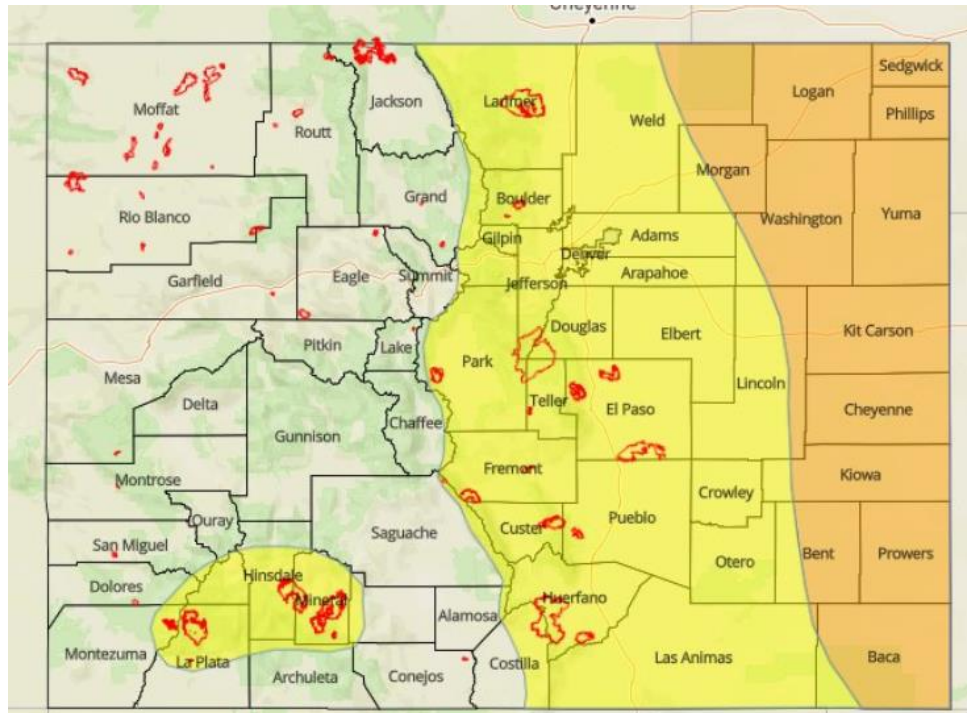 Cheyenne
Sedgwick
Logan
Jackson
Larimer
Moffat
Phillips
Weld
Routt
Morgan
Grand
Boulder
Rio Blanco
Washington
Yuma
Gilpin
Adams
Denver
Arapahoe
Eagle
Summit
Garfield
Jefferson
Douglas
Kit Carson
Elbert
Pitkin
Lake
Park
Mesa
Lincoln
Teller
Delta
El Paso
Cheyenne
Chaffee
Gunnison
Fremont
Kiowa
Montrose
Crowley
Ouray
Pueblo
Custer
Saguache
San Miguel
Bent
Prowers
Otero
Hinsdale
Dolores
Mineral
Huerfano
Alamosa
Montezuma
La Plata
Costilla
Las Animas
Baca
Archuleta
Conejos